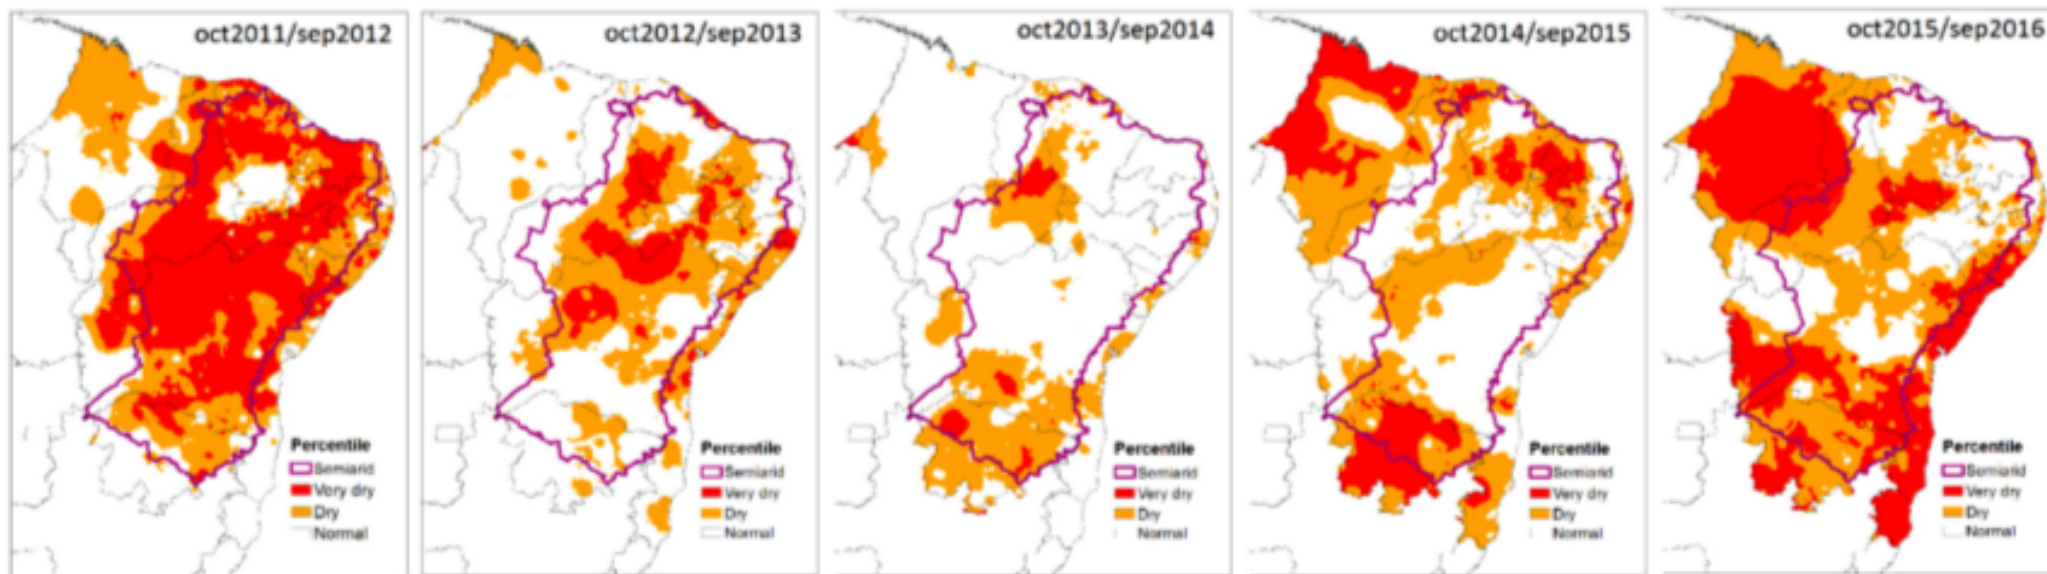 oct2011/sep2012
Percentile
Semiarid
Very dry
Dry
Normal
oct2012/sep2013
Percentile
Semiarid
Very dry
Dry
Normal
oct2013/sep2014
Percentile
Semiarid
Very dry
Dry
Normal
oct2014/sep2015
Percentile
Semiarid
Very dry
Dry
Normal
oct2015/sep2016
Percentile
Semiarid
Very dry
Dry
Normal